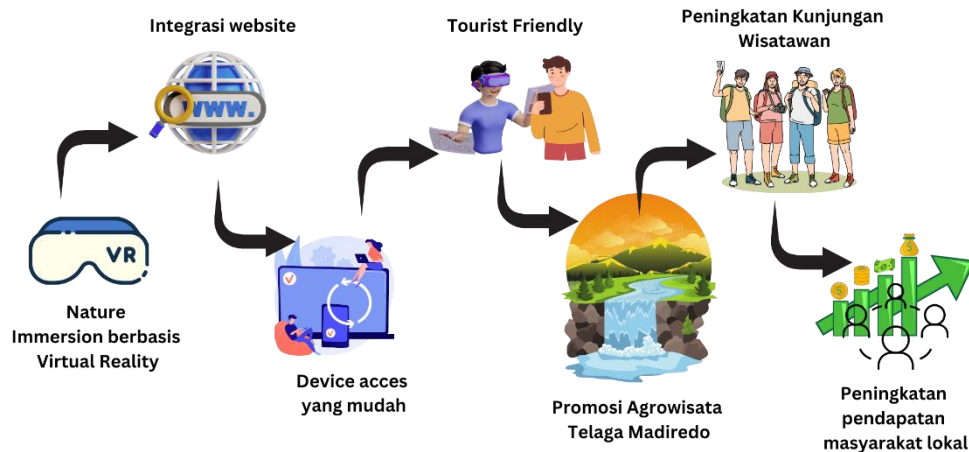 Integrasi website
Tourist Friendly
Peningkatan Kunjungan
Wisatawan
www.
VR
Nature
Immersion berbasis
Virtual Reality
Device acces
yang mudah
Promosi Agrowisata
Telaga Madiredo
Peningkatan
pendapatan
masyarakat lokal